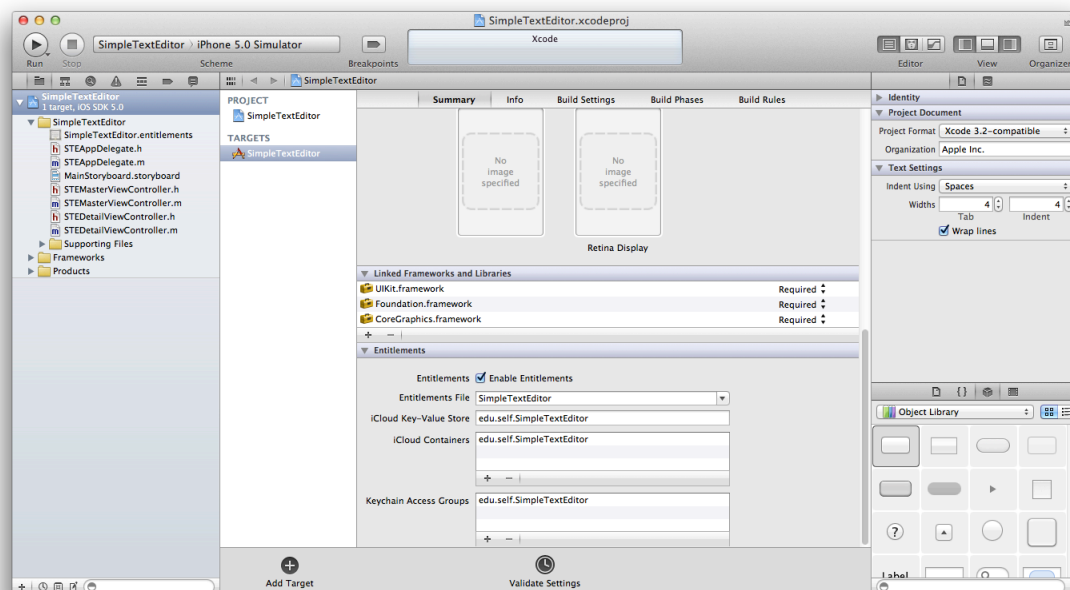 SimpleTextEditor.xcodeproj
SimpleTextEditor
iPhone 5.0 Simulator
Xcode
Run
Stop
Scheme
Breakpoints
Editor
View
Organizer
SimpleTextEditor
1 target, iOS SDK 5.0
SimpleTextEditor
SimpleTextEditor.entitlements
STEAppDelegate.h
STEAppDelegate.m
MainStoryboard.storyboard
STEMasterViewController.h
STEMasterViewController.m
STEDetailViewController.h
STEDetailViewController.m
Supporting Files
Frameworks
Products
SimpleTextEditor
PROJECT
SimpleTextEditor
TARGETS
SimpleTextEditor
Summary
Info
Build Settings
Build Phases
Build Rules
No
image
specified
No
image
specified
Retina Display
Linked Frameworks and Libraries
UIKit.framework
Required
Foundation.framework
Required
CoreGraphics.framework
Required
Entitlements
Entitlements
Enable Entitlements
Entitlements File
SimpleTextEditor
iCloud Key-Value Store
edu.self.SimpleTextEditor
iCloud Containers
edu.self.SimpleTextEditor
Keychain Access Groups
edu.self.SimpleTextEditor
Add Target
Validate Settings
Identity
Project Document
Project Format
Xcode 3.2-compatible
Organization
Apple Inc.
Text Settings
Indent Using
Spaces
Widths
4
4
Tab
Indent
Wrap lines
Object Library
Label